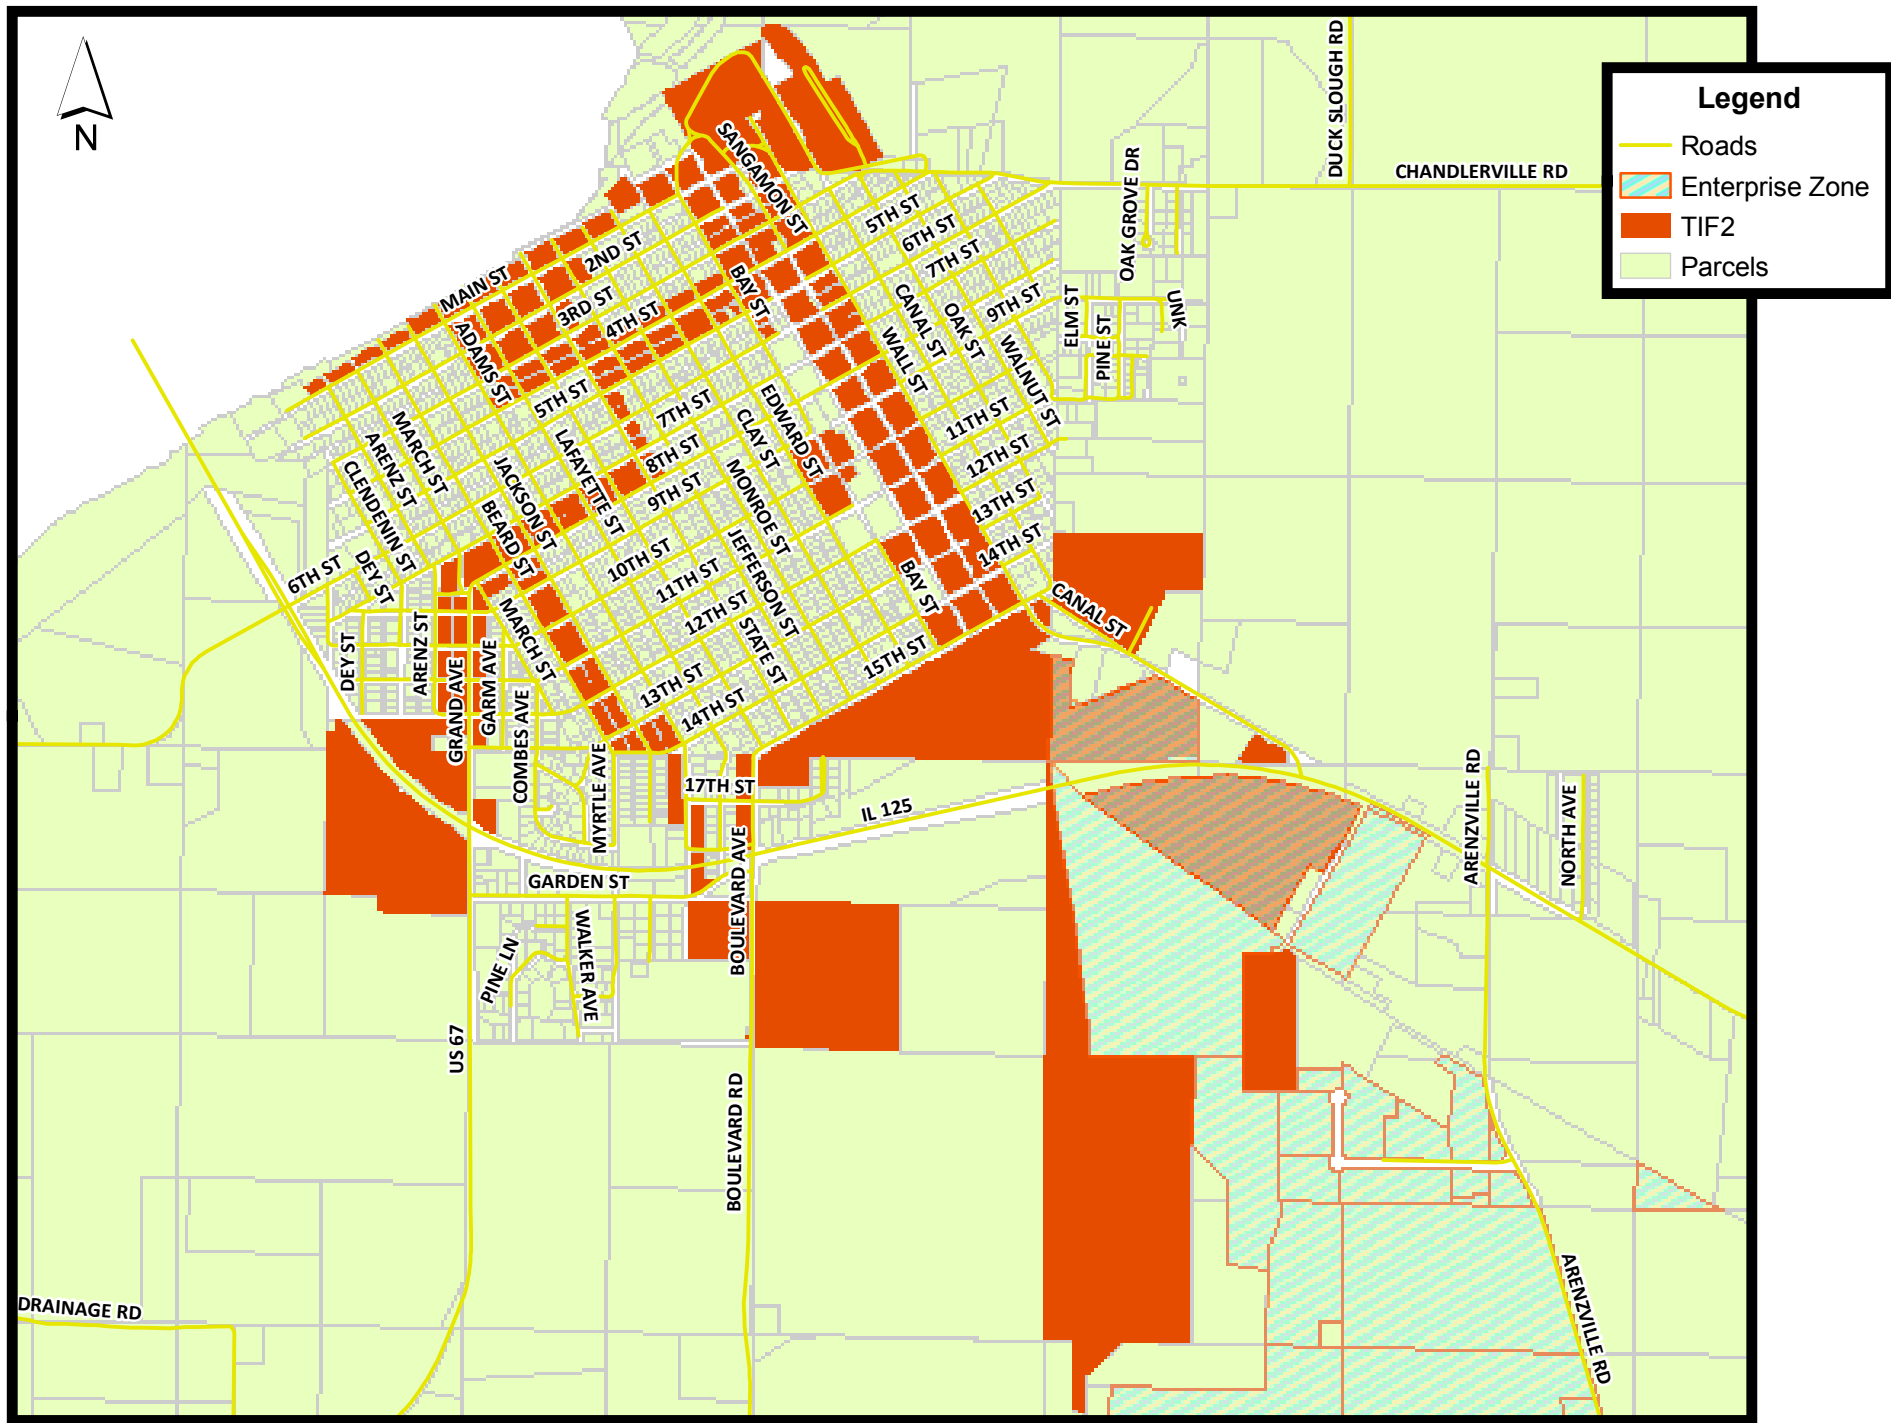 N
Legend
Roads
Enterprise Zone
TIF2
Parcels
DUCK SLOUGH RD
CHANDLERVILLE RD
OAK GROVE DR
SANGAMON ST
5TH ST
6TH ST
7TH ST
9TH ST
2ND ST
3RD ST
4TH ST
MAIN ST
BAY ST
ADAMS ST
CANAL ST
OAK ST
WALL ST
WALNUT ST
ELM ST
PINE ST
UNK
5TH ST
7TH ST
8TH ST
9TH ST
EDWARD ST
CLAY ST
MONROE ST
11TH ST
12TH ST
13TH ST
14TH ST
MARCH ST
ARENZ ST
CLENDENIN ST
LAFAYETTE ST
JACKSON ST
BEARD ST
6TH ST
DEY ST
10TH ST
11TH ST
12TH ST
JEFFERSON ST
STATE ST
BAY ST
CANAL ST
DEY ST
ARENZ ST
GRAND AVE
GARM AVE
MARCH ST
COMBES AVE
13TH ST
14TH ST
15TH ST
MYRTLE AVE
17TH ST
IL 125
GARDEN ST
BOULEVARD AVE
ARENZVILLE RD
NORTH AVE
PINE LN
WALKER AVE
US 67
BOULEVARD RD
DRAINAGE RD
ARENZVILLE RD